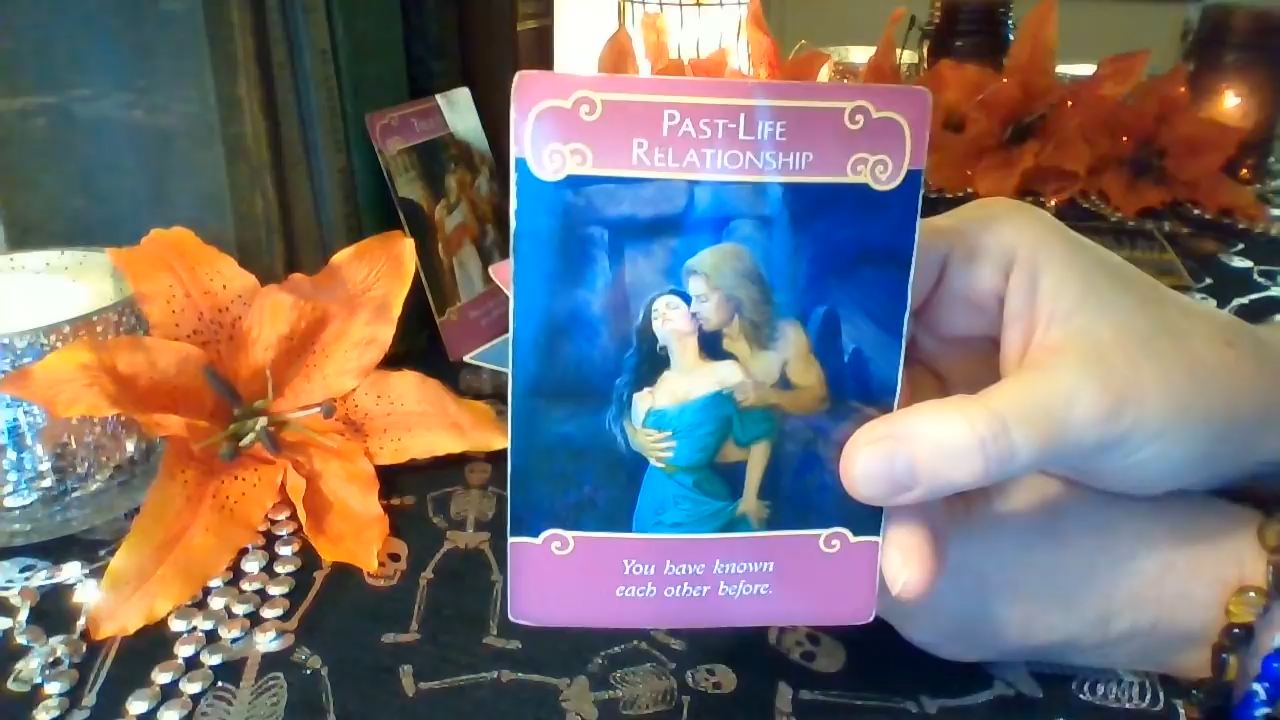 PAST-LIFE
RELATIONSHIP
You have known
each other before.